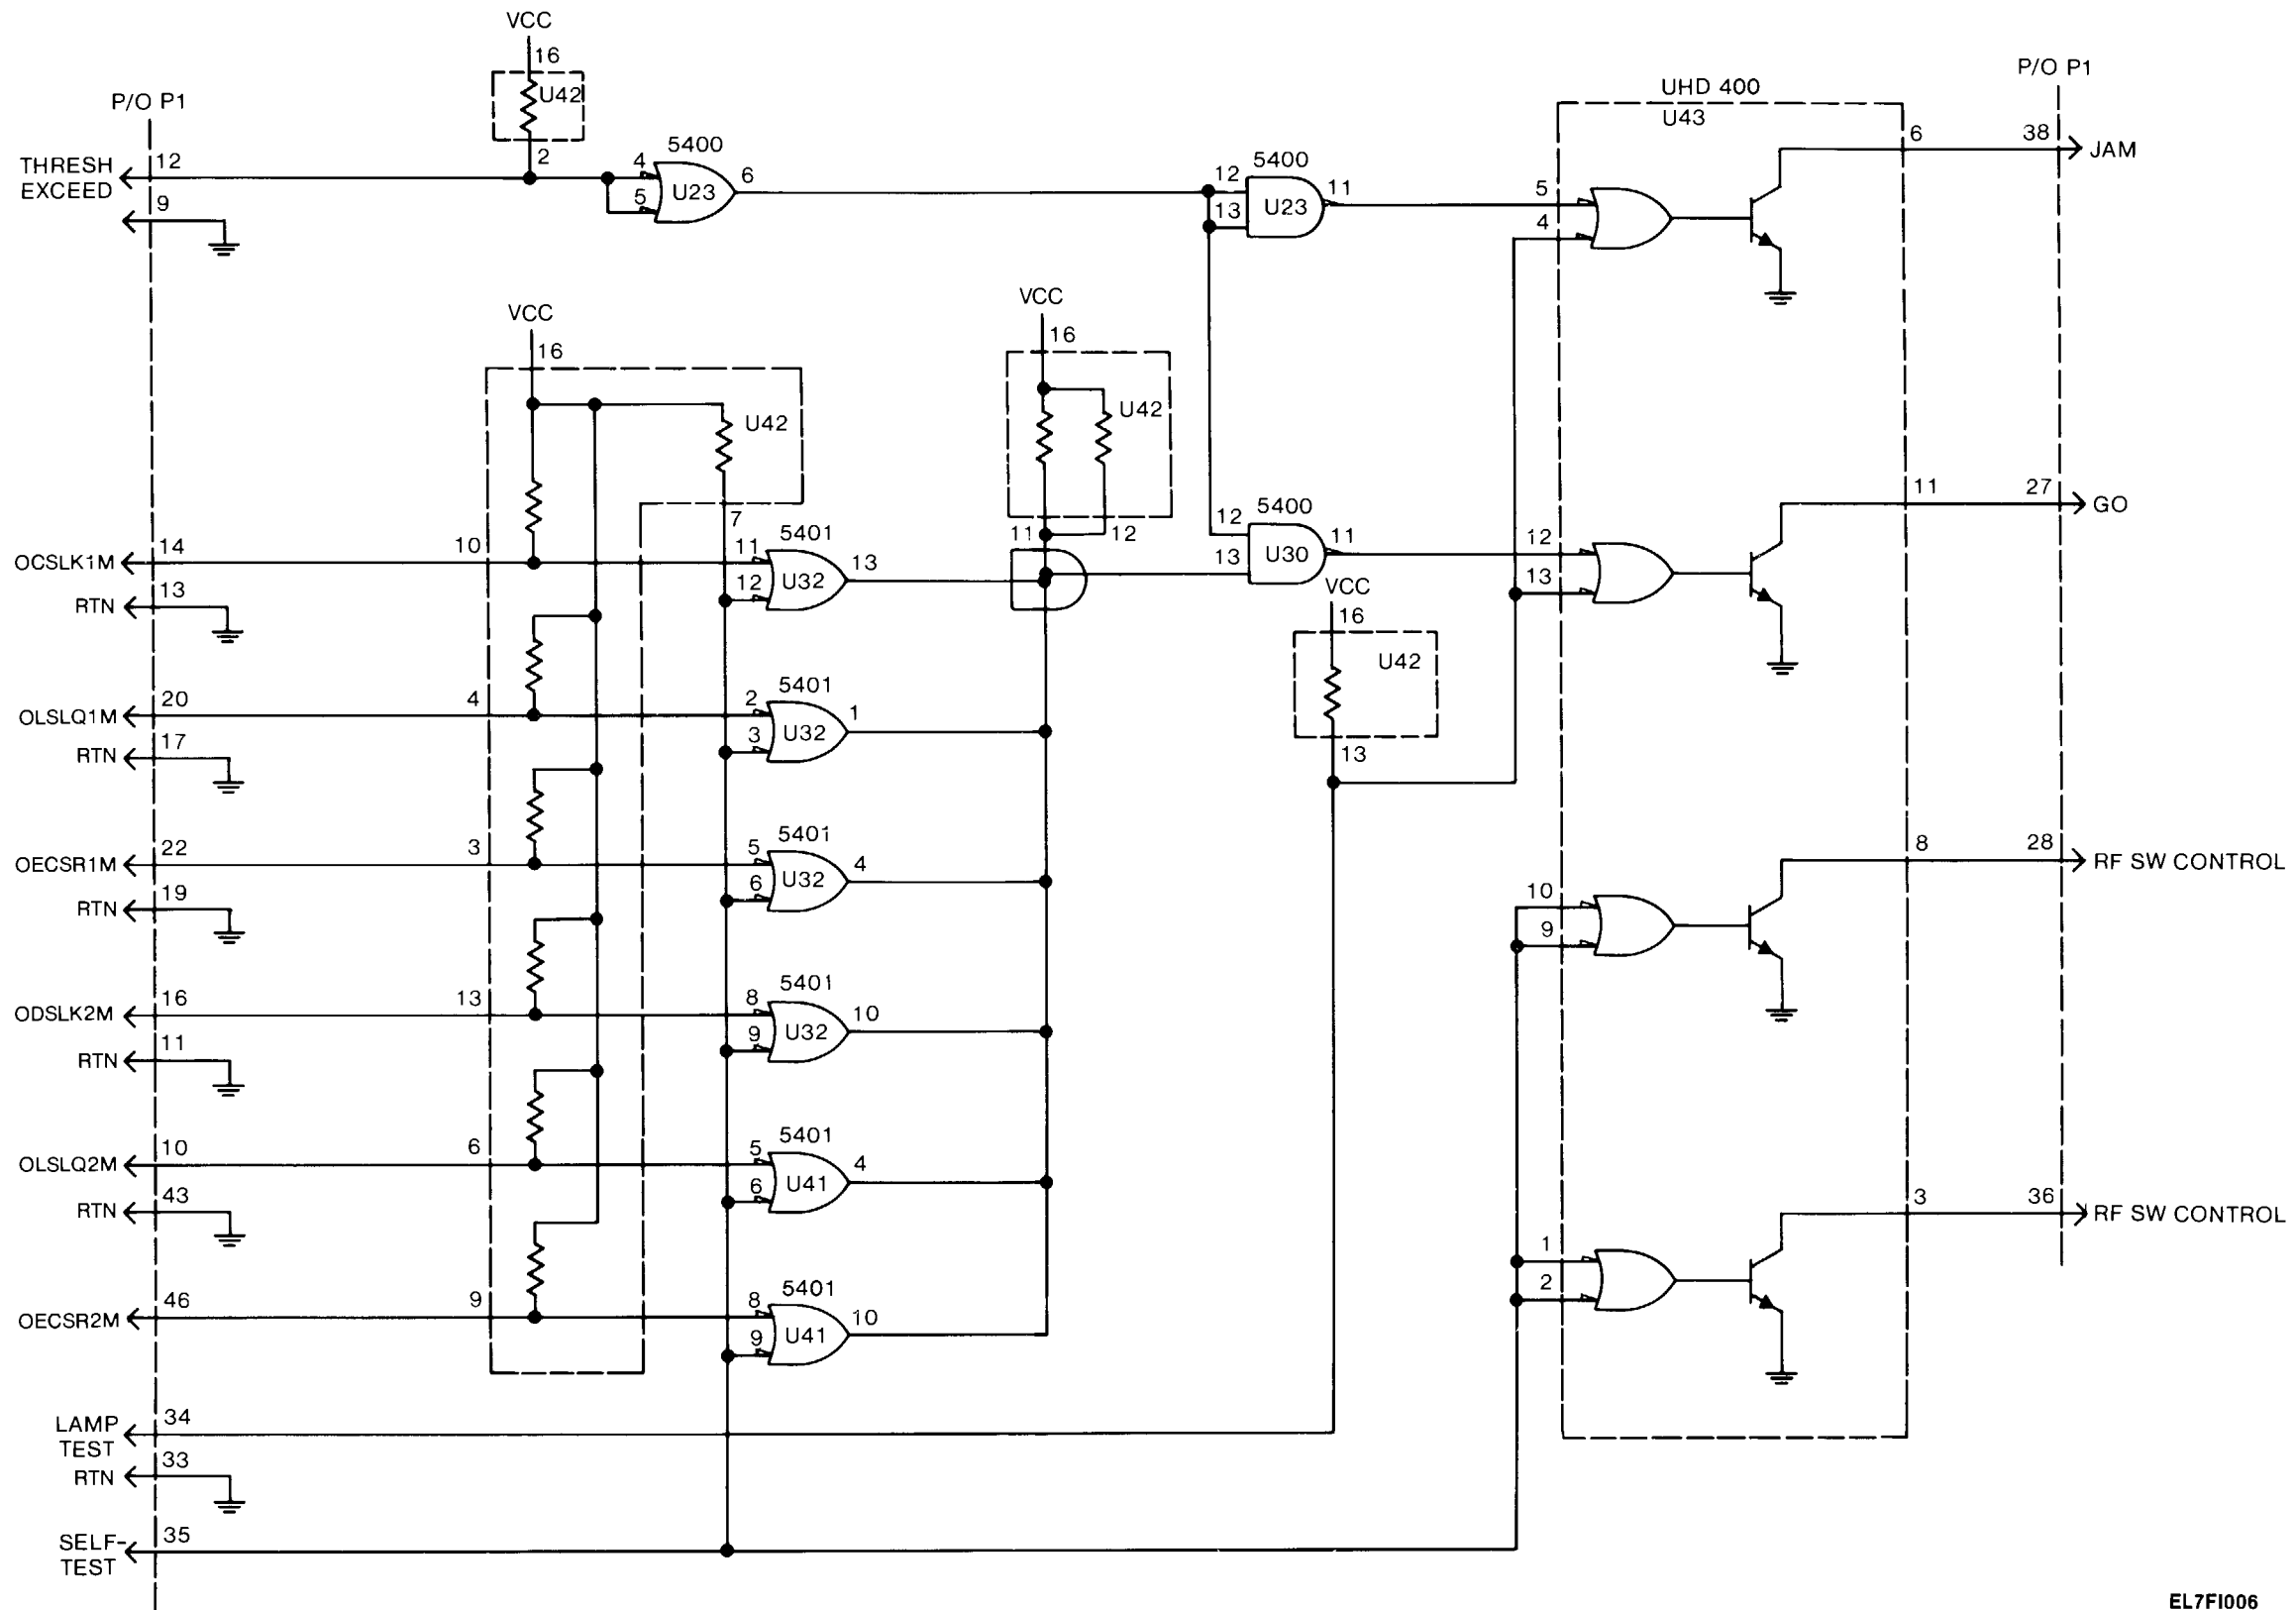 VCC
16
U42
2
P/O P1
THRESH
EXCEED
12
9
5400
4
5
U23
6
5400
12
13
U23
11
UHD 400
U43
5
4
6
P/O P1
38
JAM
VCC
16
U42
7
VCC
16
U42
11
12
OCSLK1M
14
10
5401
11
12
U32
13
RTN
13
5400
12
13
U30
11
12
13
11
27
GO
VCC
16
U42
13
OLSLQ1M
20
4
5401
2
3
U32
1
RTN
17
OECSR1M
22
3
5401
5
6
U32
4
RTN
19
10
9
8
28
RF SW CONTROL
ODSLK2M
16
13
5401
8
9
U32
10
RTN
11
OLSLQ2M
10
6
5401
5
6
U41
4
RTN
43
1
2
3
36
RF SW CONTROL
OECSR2M
46
9
5401
8
9
U41
10
LAMP
TEST
34
RTN
33
SELF-
TEST
35
EL7FI006